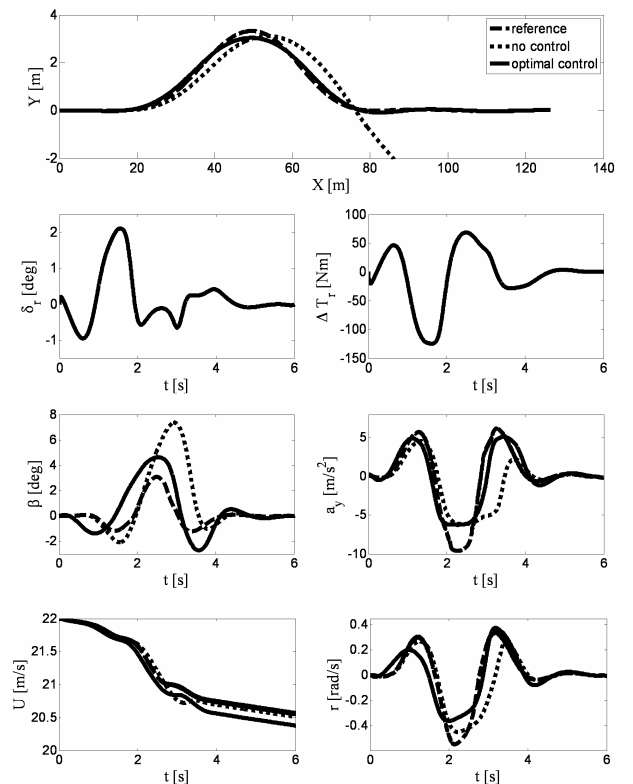 4
2
0
-2
Y [m]
0 20 40 60 80 100 120 140
X [m]
reference
no control
optimal control
2
1
0
-1
δr [deg]
0 2 4 6
t [s]
100
50
0
-50
-100
-150
Δ Tr [Nm]
0 2 4 6
t [s]
8
6
4
2
0
-2
β [deg]
0 2 4 6
t [s]
5
0
-5
-10
ay [m/s²]
0 2 4 6
t [s]
22
21.5
21
20.5
20
U [m/s]
0 2 4 6
t [s]
0.4
0.2
0
-0.2
-0.4
r [rad/s]
0 2 4 6
t [s]